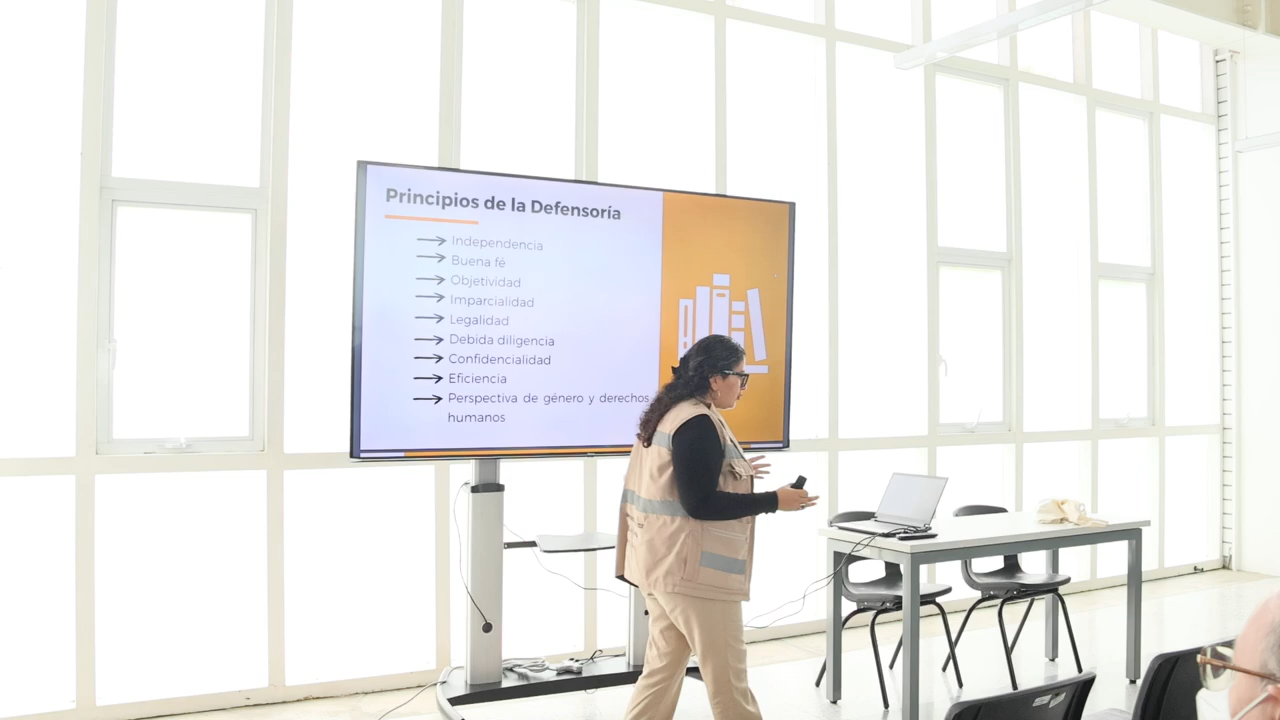 Principios de la Defensoría
Independencia
Buena fé
Objetividad
Imparcialidad
Legalidad
Debida diligencia
Confidencialidad
Eficiencia
Perspectiva de género y derechos
humanos